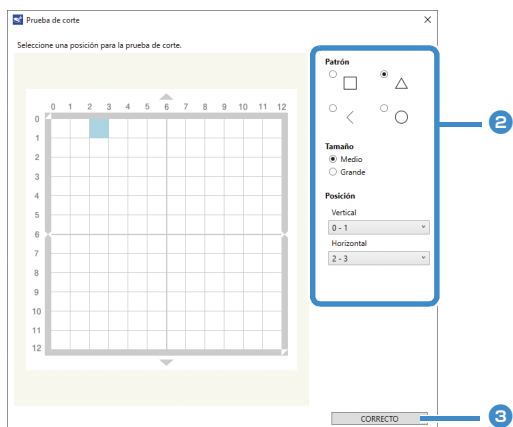 Prueba de corte
Seleccione una posición para la prueba de corte.
Patrón
0 1 2 3 4 5 6 7 8 9 10 11 12
0
1
2
3
4
5
6
7
8
9
10
11
12
Tamaño
Medio
Grande
Posición
Vertical
0 - 1
Horizontal
2 - 3
2
CORRECTO
3